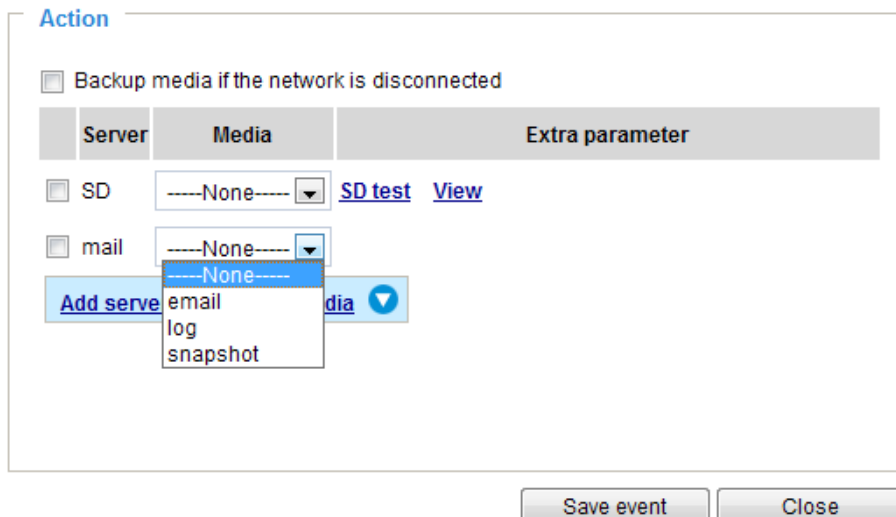 Action
Backup media if the network is disconnected
Server Media Extra parameter
SD -----None----- SD test View
mail -----None-----
-----None-----
email
log
snapshot
Add serve dia
Save event Close